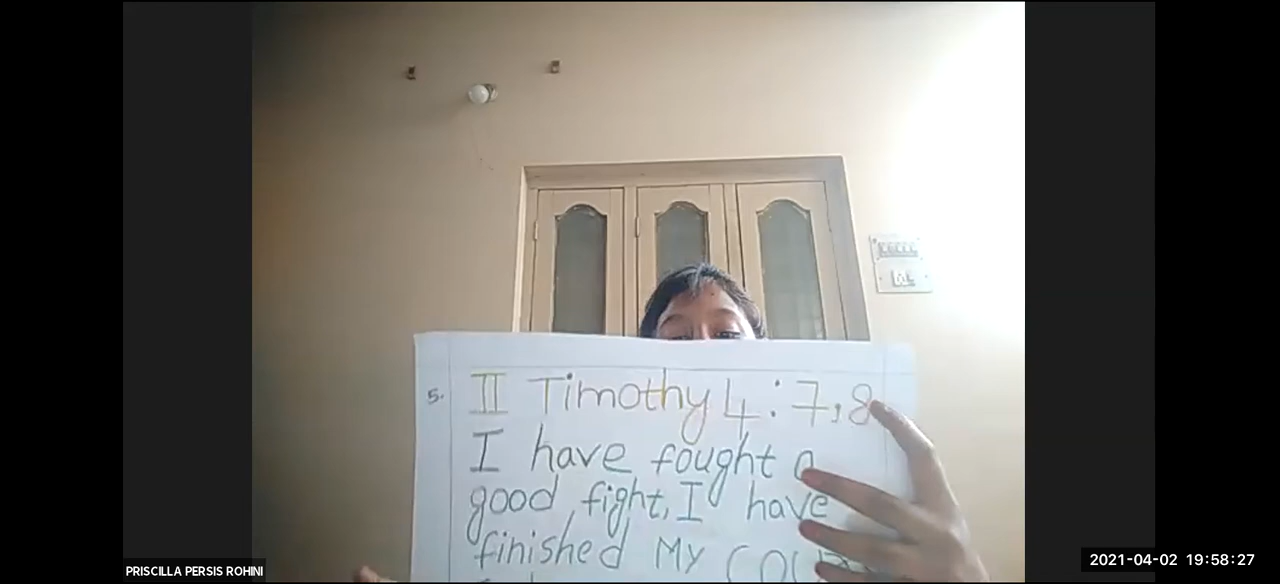 5. II Timothy 4:7,8
I have fought a
good fight, I have
finished My
PRISCILLA PERSIS ROHINI
2021-04-02 19:58:27